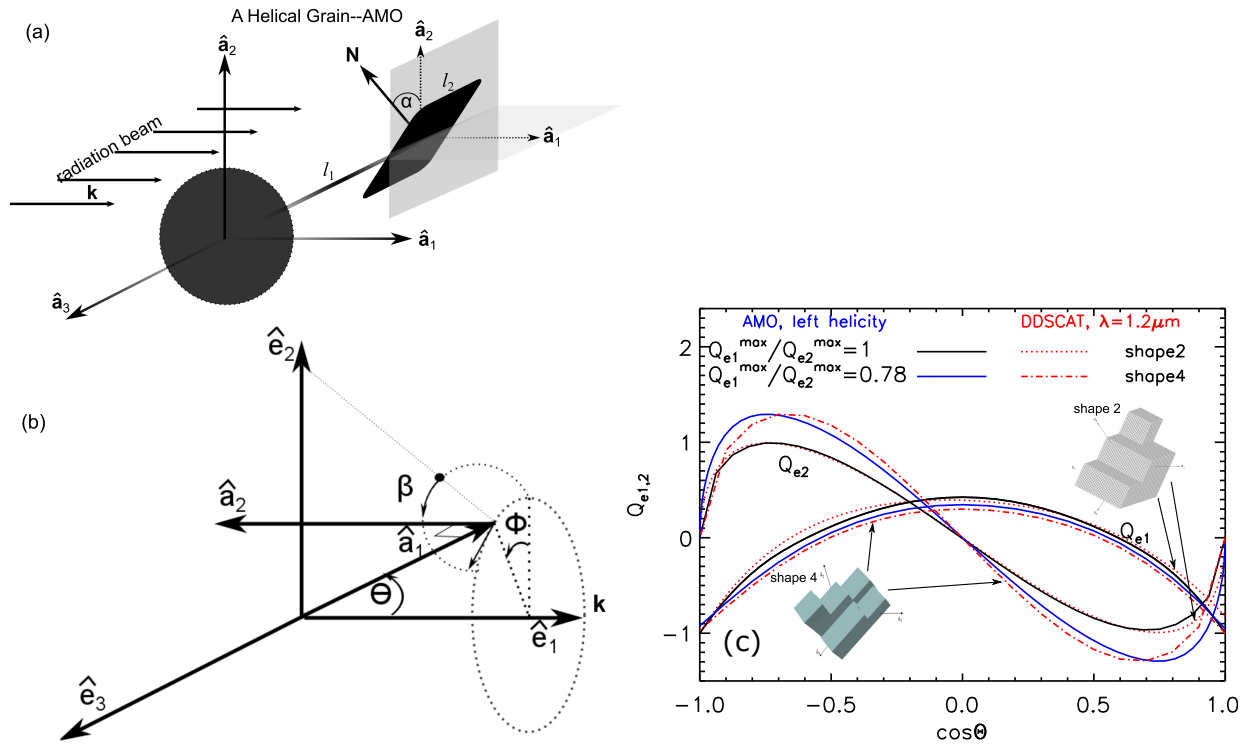 A Helical Grain--AMO
(a)
â₂
â₂
N
l₂
α
â₁
radiation beam
l₁
k
â₁
â₃
(b)
ê₂
β
â₂
â₁
Φ
Θ
k
ê₁
ê₃
AMO, left helicity
DDSCAT, λ=1.2μm
Qₑ₁ᵐᵃˣ/Qₑ₂ᵐᵃˣ=1
shape2
Qₑ₁ᵐᵃˣ/Qₑ₂ᵐᵃˣ=0.78
shape4
shape 2
Qₑ₂
Qₑ₁
shape 4
(c)
Qₑ₁,₂
2
1
0
−1
−1.0
−0.5
0.0
0.5
1.0
cosΘ